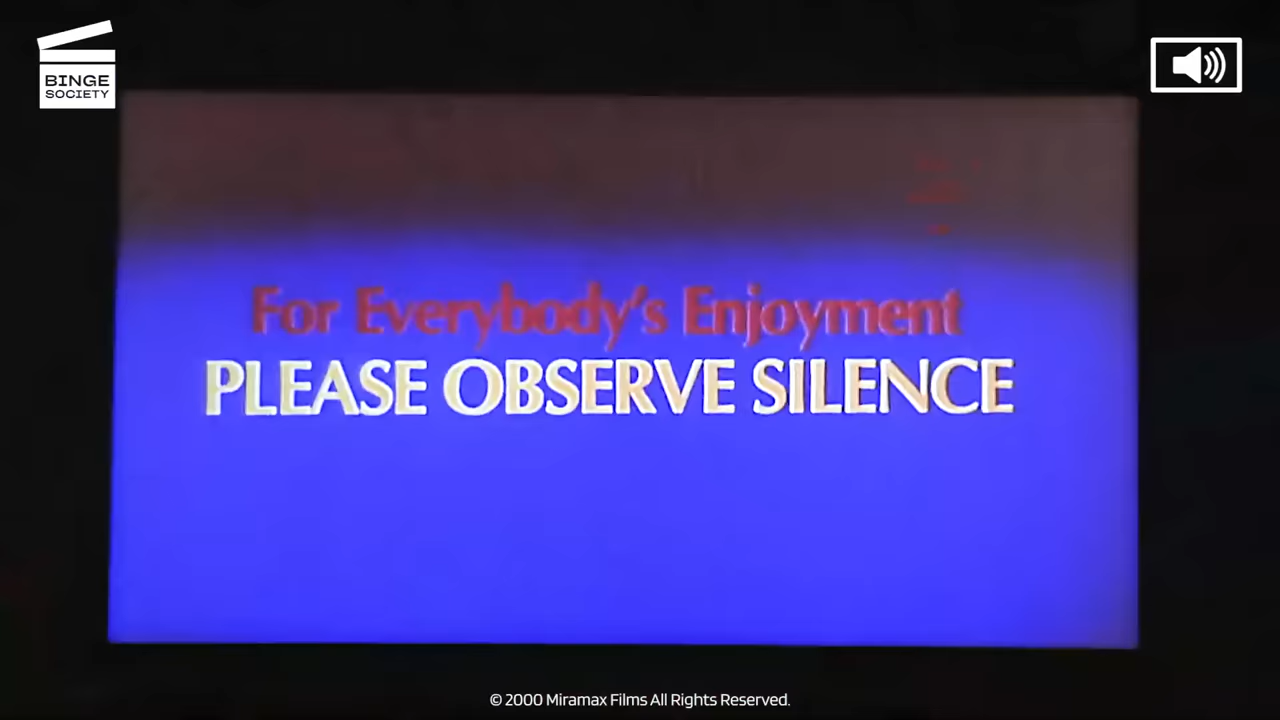 BINGE
SOCIETY
For Everybody's Enjoyment
PLEASE OBSERVE SILENCE
© 2000 Miramax Films All Rights Reserved.